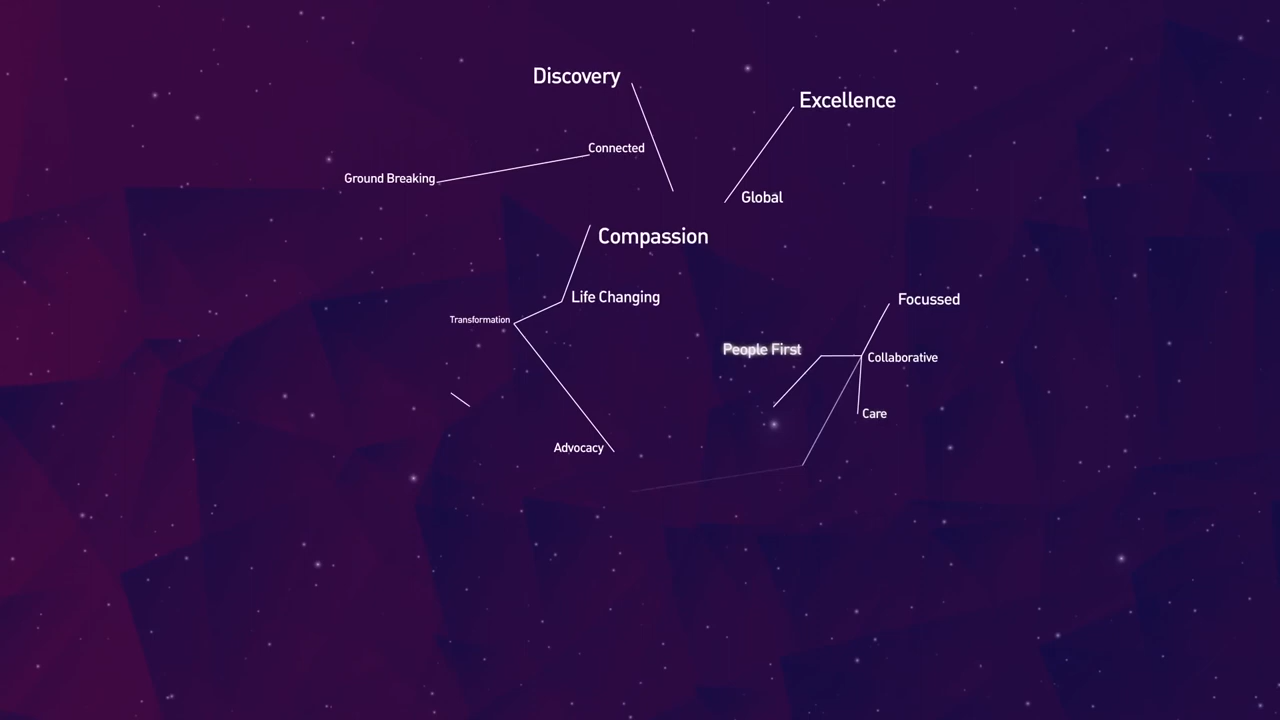 Discovery
Excellence
Connected
Ground Breaking
Global
Compassion
Life Changing
Focussed
Transformation
People First
Collaborative
Care
Advocacy